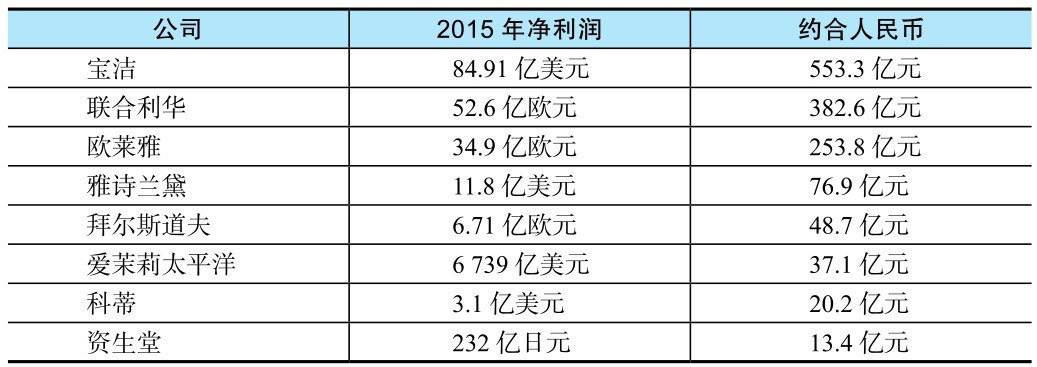 公司 2015 年净利润 约合人民币
宝洁 84.91 亿美元 553.3 亿元
联合利华 52.6 亿欧元 382.6 亿元
欧莱雅 34.9 亿欧元 253.8 亿元
雅诗兰黛 11.8 亿美元 76.9 亿元
拜尔斯道夫 6.71 亿欧元 48.7 亿元
爱茉莉太平洋 6 739 亿美元 37.1 亿元
科蒂 3.1 亿美元 20.2 亿元
资生堂 232 亿日元 13.4 亿元